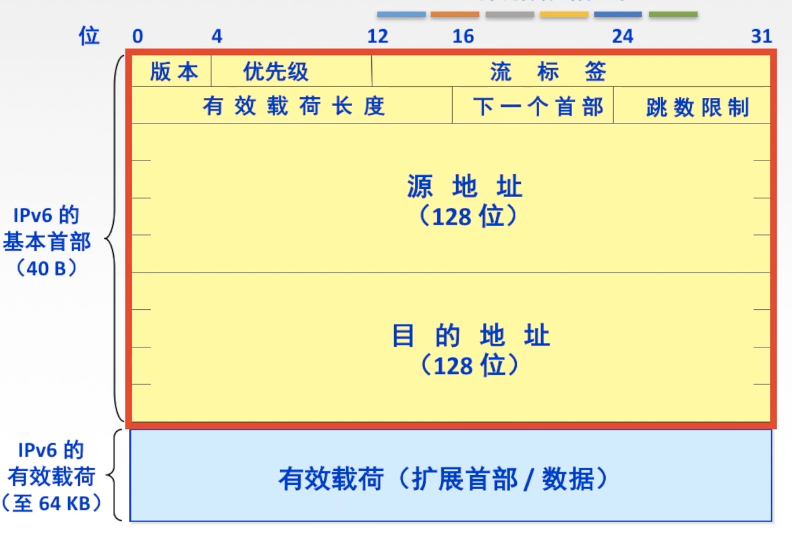 位 0 4 12 16 24 31
版本 优先级 流标签
有效载荷长度 下一个首部 跳数限制
源地址
（128 位）
IPv6 的
基本首部
（40 B）
目的地址
（128 位）
IPv6 的
有效载荷
（至 64 KB）
有效载荷（扩展首部 / 数据）